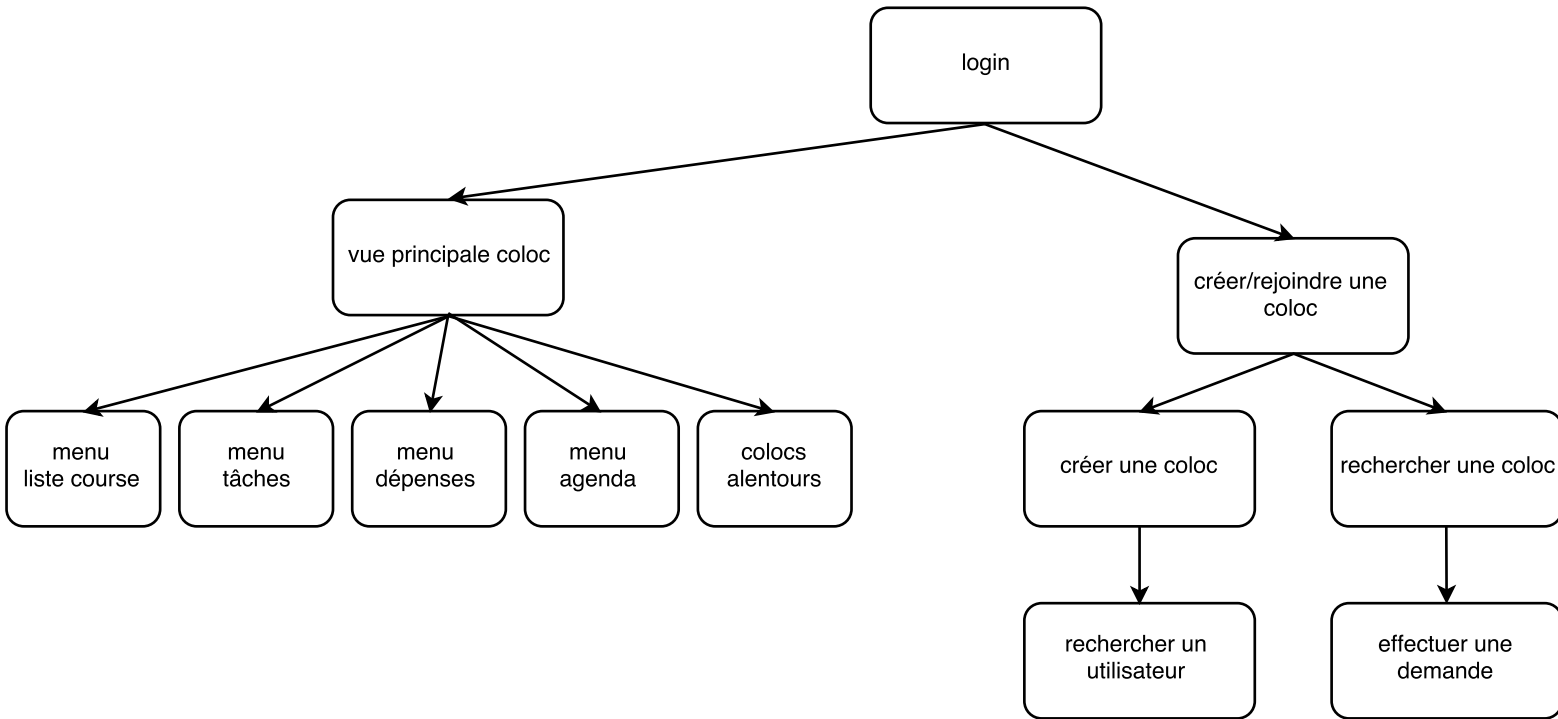 login
vue principale coloc
créer/rejoindre une
coloc
menu
liste course
menu
tâches
menu
dépenses
menu
agenda
colocs
alentours
créer une coloc
rechercher une coloc
rechercher un
utilisateur
effectuer une
demande